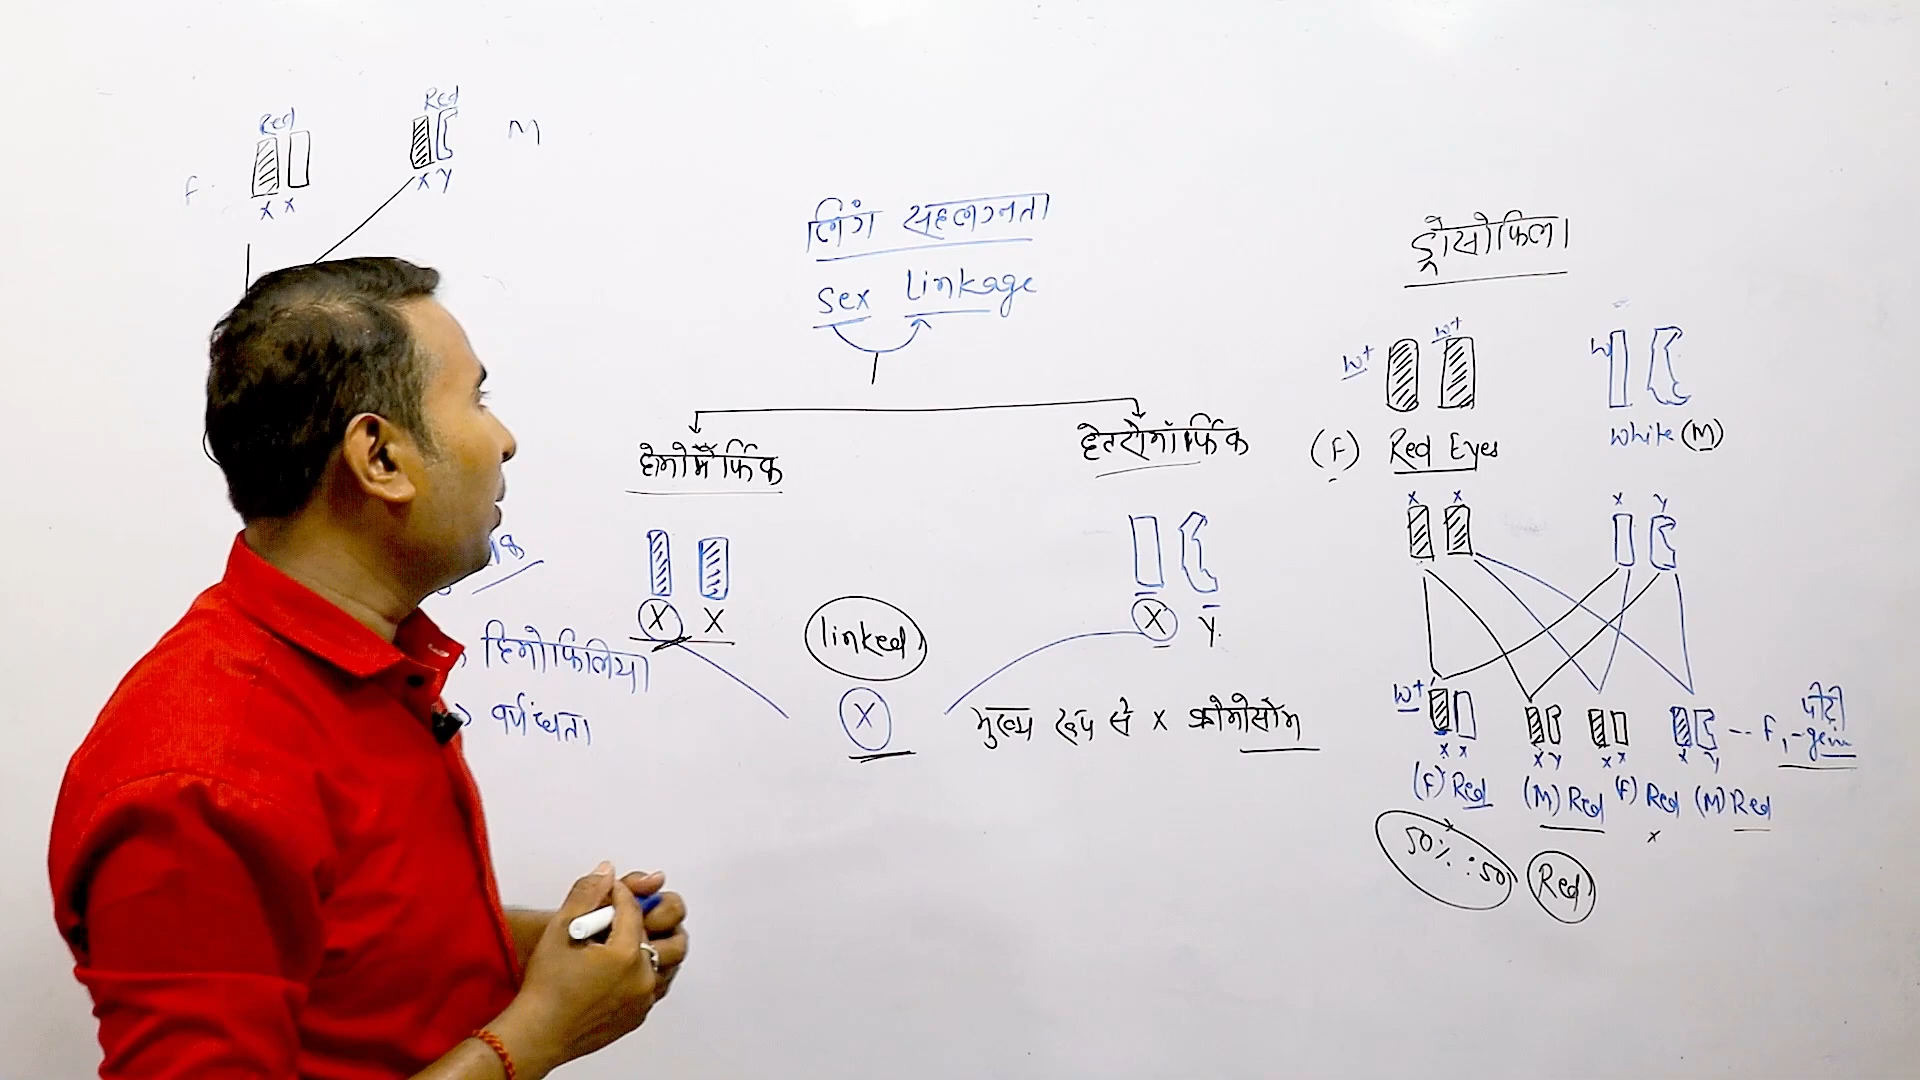 Red
Red
F
M
X X
X Y
लिंग सहलग्नता
Sex Linkage
होमोमॉर्फिक
हेतरोमॉर्फिक
X X
linked
X Y.
X
मुख्य रूप से X क्रोमोसोम
हिमोफिलिया
वर्णान्धता
ड्रोसोफिला
w+ w+
w
(F) Red Eyes
white (M)
X X
X Y
w+
X X
X Y
X X
X Y
-- F1 - पीढ़ी
gen
(F) Red (M) Red (F) Red (M) Red
x
50% : 50
Red